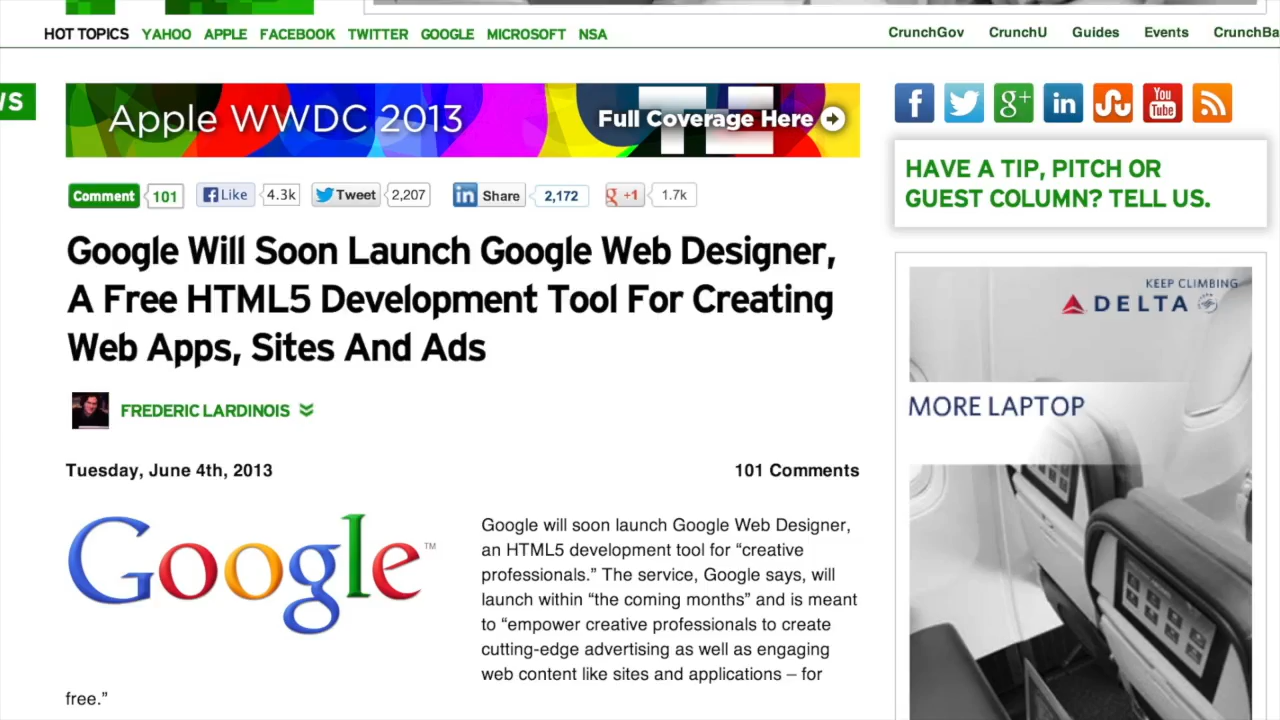 HOT TOPICS YAHOO APPLE FACEBOOK TWITTER GOOGLE MICROSOFT NSA
CrunchGov CrunchU Guides Events CrunchBa
WS
Apple WWDC 2013
Full Coverage Here
Comment 101 Like 4.3k Tweet 2,207 in Share 2,172 g +1 1.7k
Google Will Soon Launch Google Web Designer,
A Free HTML5 Development Tool For Creating
Web Apps, Sites And Ads
FREDERIC LARDINOIS
Tuesday, June 4th, 2013
101 Comments
Google™
Google will soon launch Google Web Designer,
an HTML5 development tool for “creative
professionals.” The service, Google says, will
launch within “the coming months” and is meant
to “empower creative professionals to create
cutting-edge advertising as well as engaging
web content like sites and applications – for
free.”
f g+ in You Tube
HAVE A TIP, PITCH OR
GUEST COLUMN? TELL US.
KEEP CLIMBING
DELTA
MORE LAPTOP